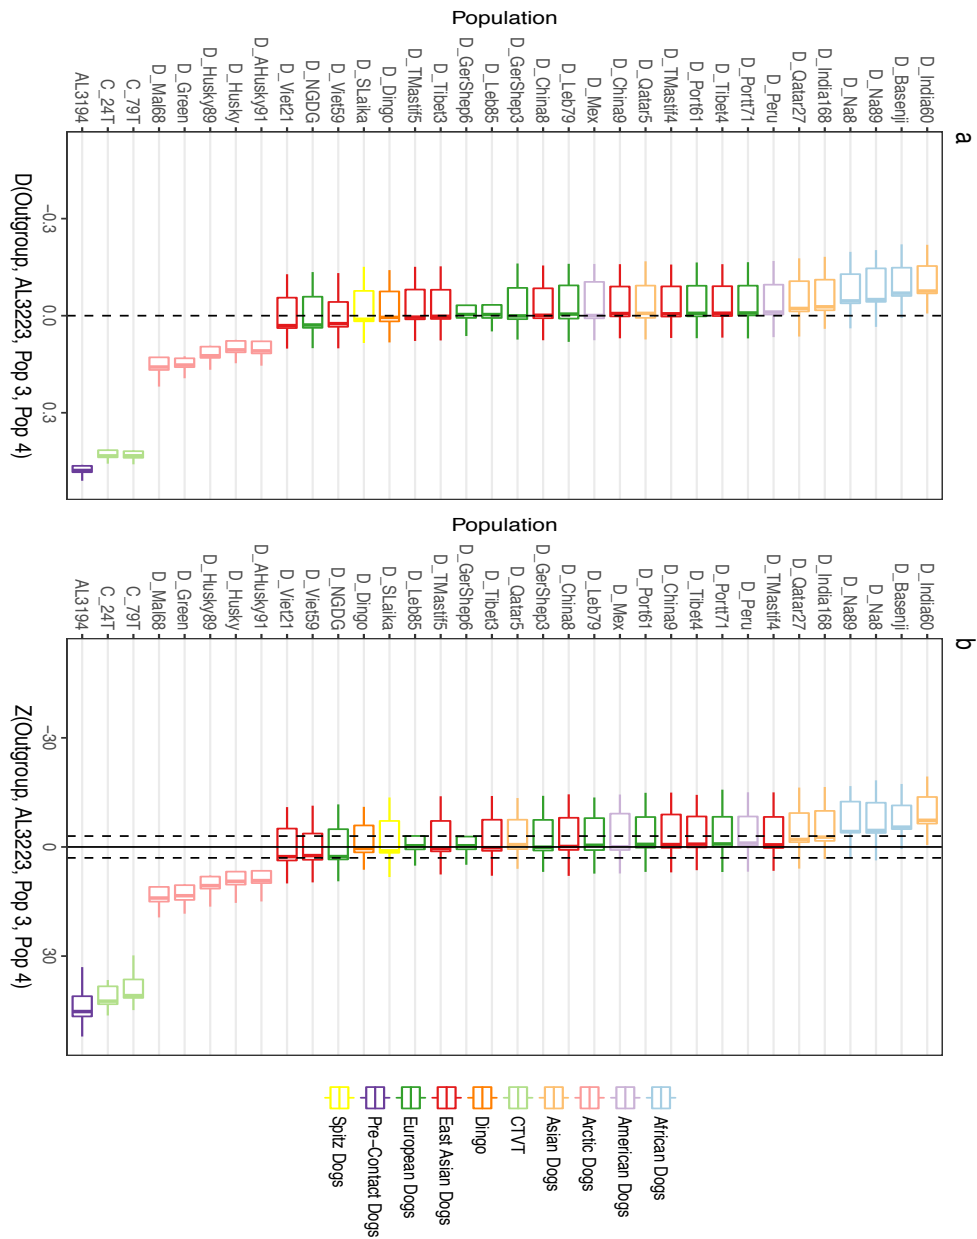 a
Population
D_India60
D_Basenji
D_Na89
D_Na8
D_India168
D_Qatar27
D_Peru
D_Portt71
D_Tibet4
D_Port61
D_TMastif4
D_Qatar5
D_China9
D_Mex
D_Leb79
D_China8
D_GerShep3
D_Leb85
D_GerShep6
D_Tibet3
D_TMastif5
D_Dingo
D_SLaika
D_Viet59
D_NGDG
D_Viet21
D_AHusky91
D_Husky
D_Husky89
D_Green
D_Mal68
C_79T
C_24T
AL3194
-0.3
0.0
0.3
D(Outgroup, AL3223, Pop 3, Pop 4)
b
Population
D_India60
D_Basenji
D_Na8
D_Na89
D_India168
D_Qatar27
D_TMastif4
D_Peru
D_Portt71
D_Tibet4
D_China9
D_Port61
D_Mex
D_Leb79
D_China8
D_GerShep3
D_Qatar5
D_Tibet3
D_GerShep6
D_TMastif5
D_Leb85
D_SLaika
D_Dingo
D_NGDG
D_Viet59
D_Viet21
D_AHusky91
D_Husky
D_Husky89
D_Green
D_Mal68
C_79T
C_24T
AL3194
-30
0
30
Z(Outgroup, AL3223, Pop 3, Pop 4)
African Dogs
American Dogs
Arctic Dogs
Asian Dogs
CTVT
Dingo
East Asian Dogs
European Dogs
Pre-Contact Dogs
Spitz Dogs